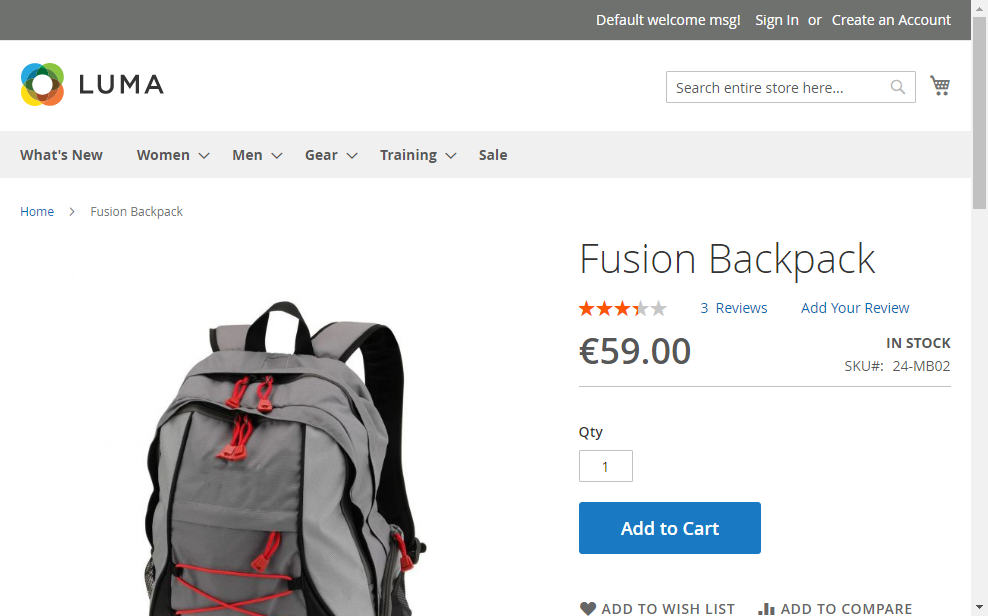 Default welcome msg! Sign In or Create an Account
LUMA
Search entire store here...
What's New Women Men Gear Training Sale
Home Fusion Backpack
Fusion Backpack
3 Reviews Add Your Review
€59.00
IN STOCK
SKU#: 24-MB02
Qty
1
Add to Cart
ADD TO WISH LIST ADD TO COMPARE